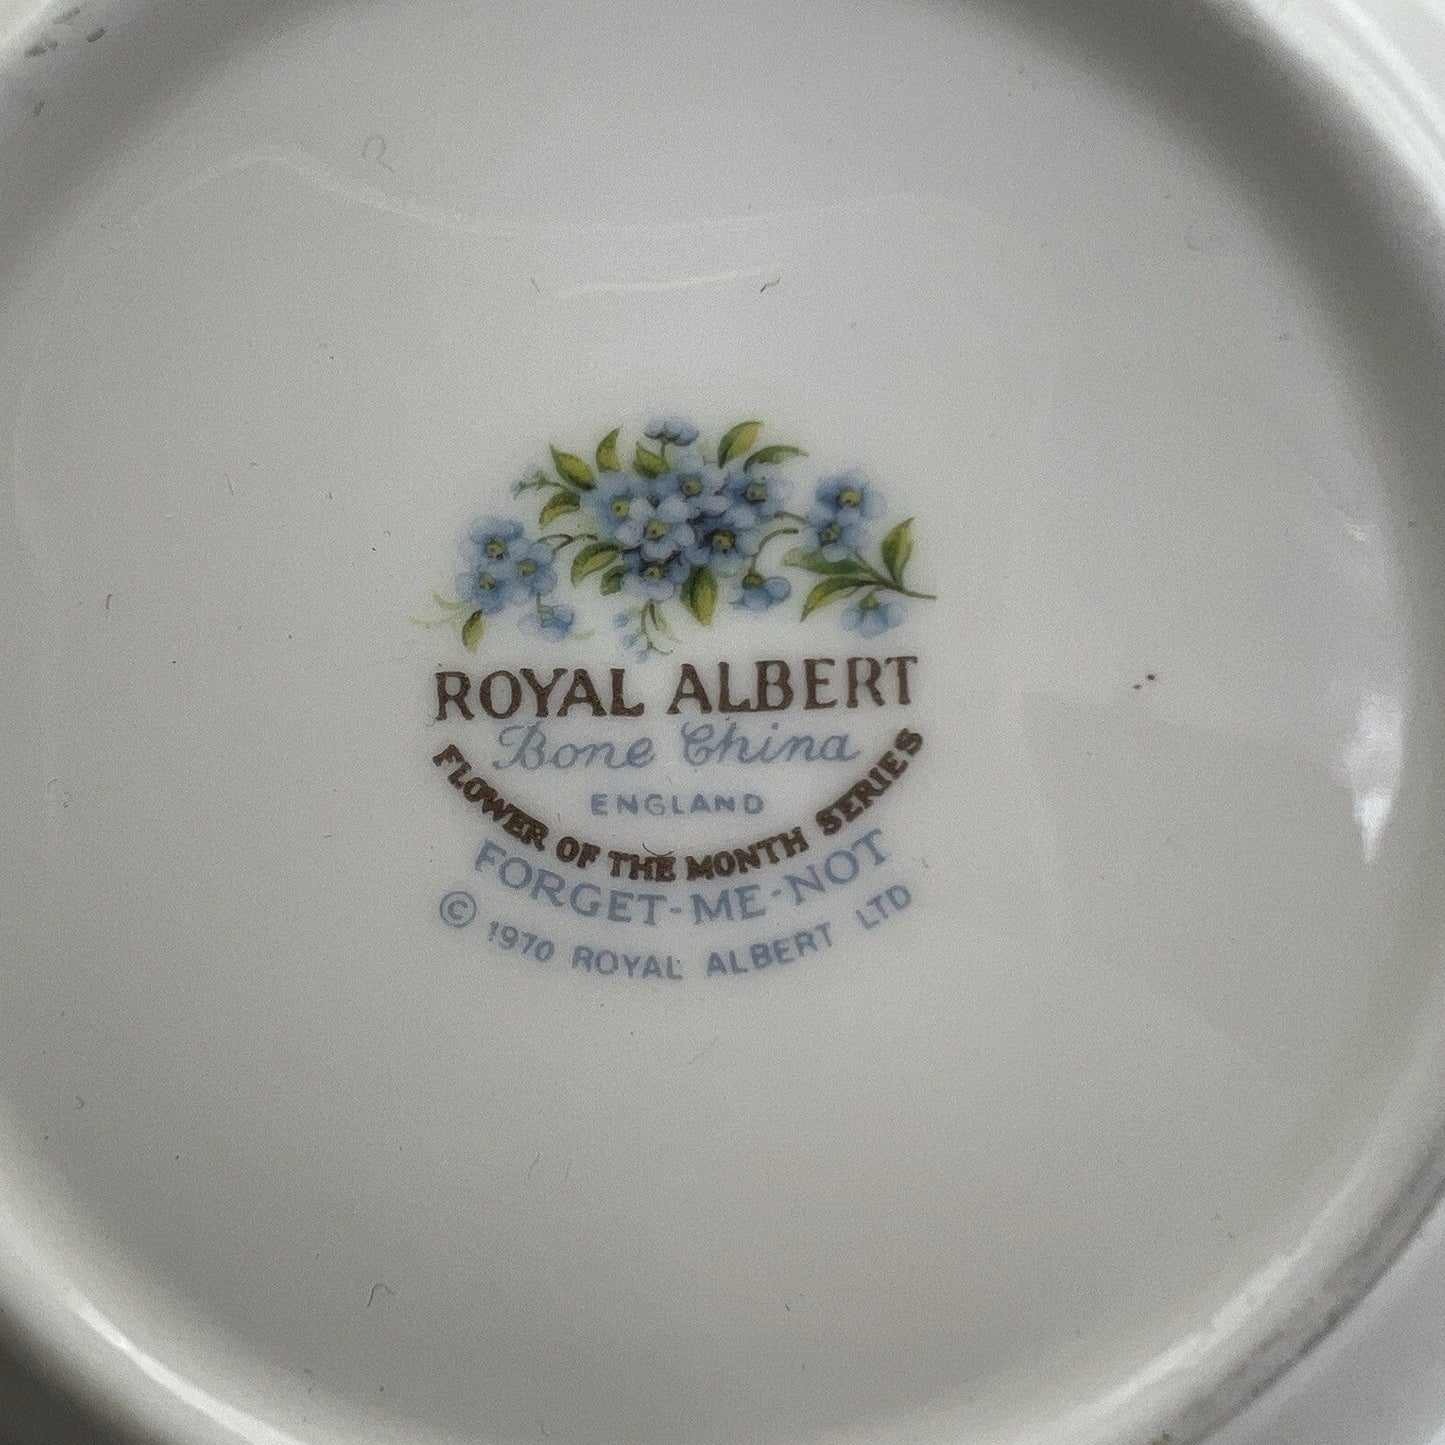 ROYAL ALBERT
Bone China
ENGLAND
FLOWER OF THE MONTH SERIES
FORGET-ME-NOT
© 1970 ROYAL ALBERT LTD